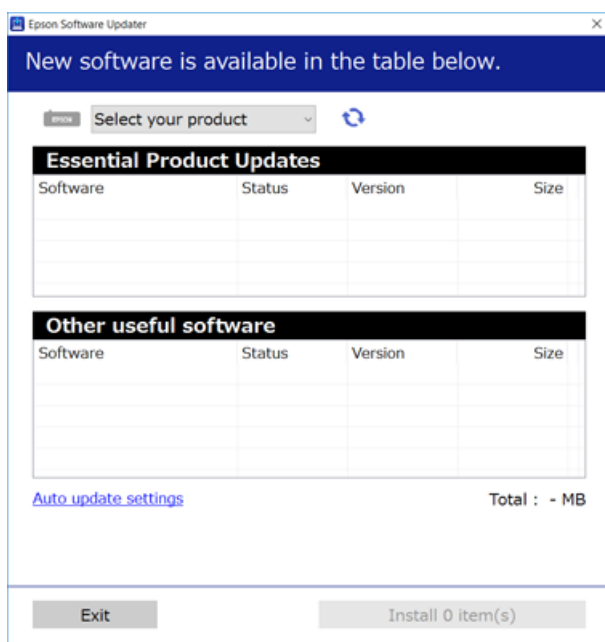 Epson Software Updater
New software is available in the table below.
EPSON Select your product
Essential Product Updates
Software Status Version Size
Other useful software
Software Status Version Size
Auto update settings Total : - MB
Exit Install 0 item(s)